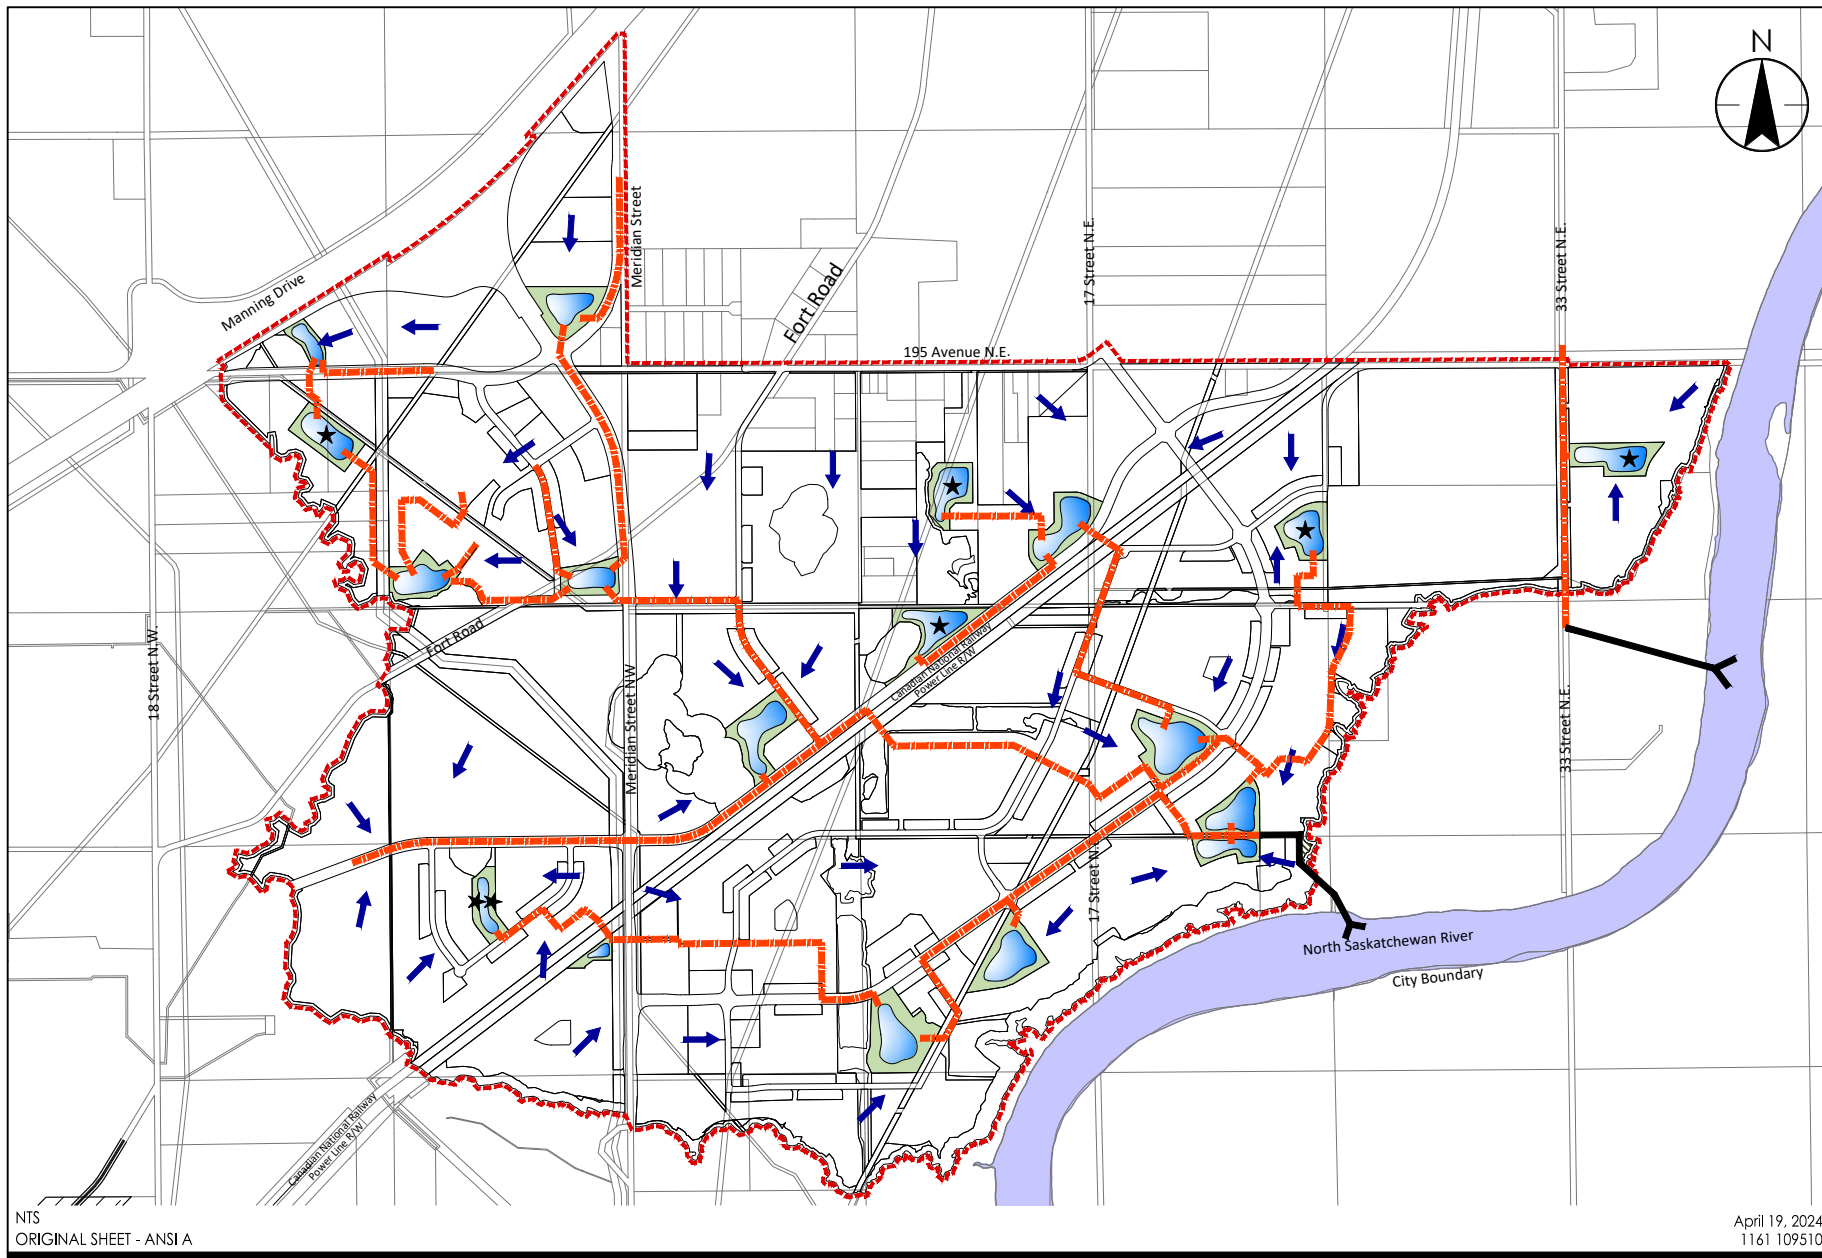 N
Meridian Street
17 Street N.E.
33 Street N.E.
Manning Drive
Fort Road
195 Avenue N.E.
18 Street N.W.
Fort Road
Meridian Street NW
Canadian National Railway
Power Line R/W
33 Street N.E.
17 Street N.
North Saskatchewan River
City Boundary
Canadian National Railway
Power Line R/W
NTS
ORIGINAL SHEET - ANSI A
April 19, 2024
1161 109510